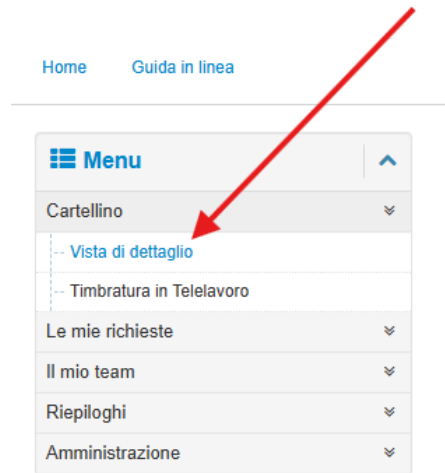 Home Guida in linea
Menu
Cartellino
Vista di dettaglio
Timbratura in Telelavoro
Le mie richieste
Il mio team
Riepiloghi
Amministrazione